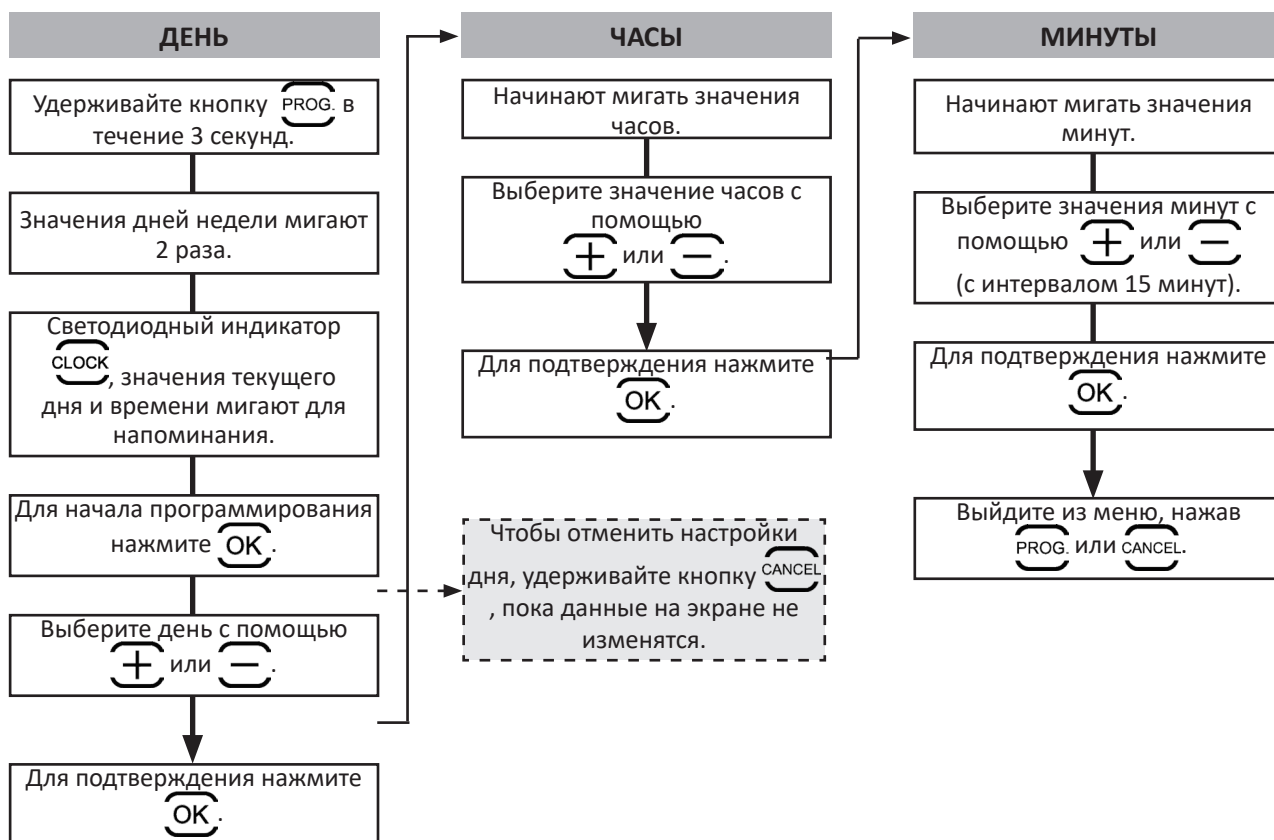 ДЕНЬ
Удерживайте кнопку PROG. в
течение 3 секунд.
Значения дней недели мигают
2 раза.
Светодиодный индикатор
CLOCK, значения текущего
дня и времени мигают для
напоминания.
Для начала программирования
нажмите OK.
Выберите день с помощью
+ или −.
Для подтверждения нажмите
OK.
ЧАСЫ
Начинают мигать значения
часов.
Выберите значение часов с
помощью
+ или −.
Для подтверждения нажмите
OK.
Чтобы отменить настройки
дня, удерживайте кнопку CANCEL
, пока данные на экране не
изменятся.
МИНУТЫ
Начинают мигать значения
минут.
Выберите значения минут с
помощью + или −
(с интервалом 15 минут).
Для подтверждения нажмите
OK.
Выйдите из меню, нажав
PROG. или CANCEL.